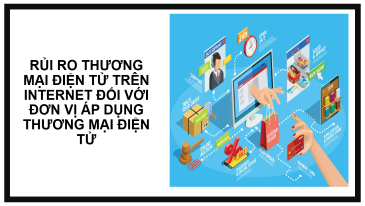 RỦI RO THƯƠNG
MẠI ĐIỆN TỬ TRÊN
INTERNET ĐỐI VỚI
ĐƠN VỊ ÁP DỤNG
THƯƠNG MẠI ĐIỆN
TỬ